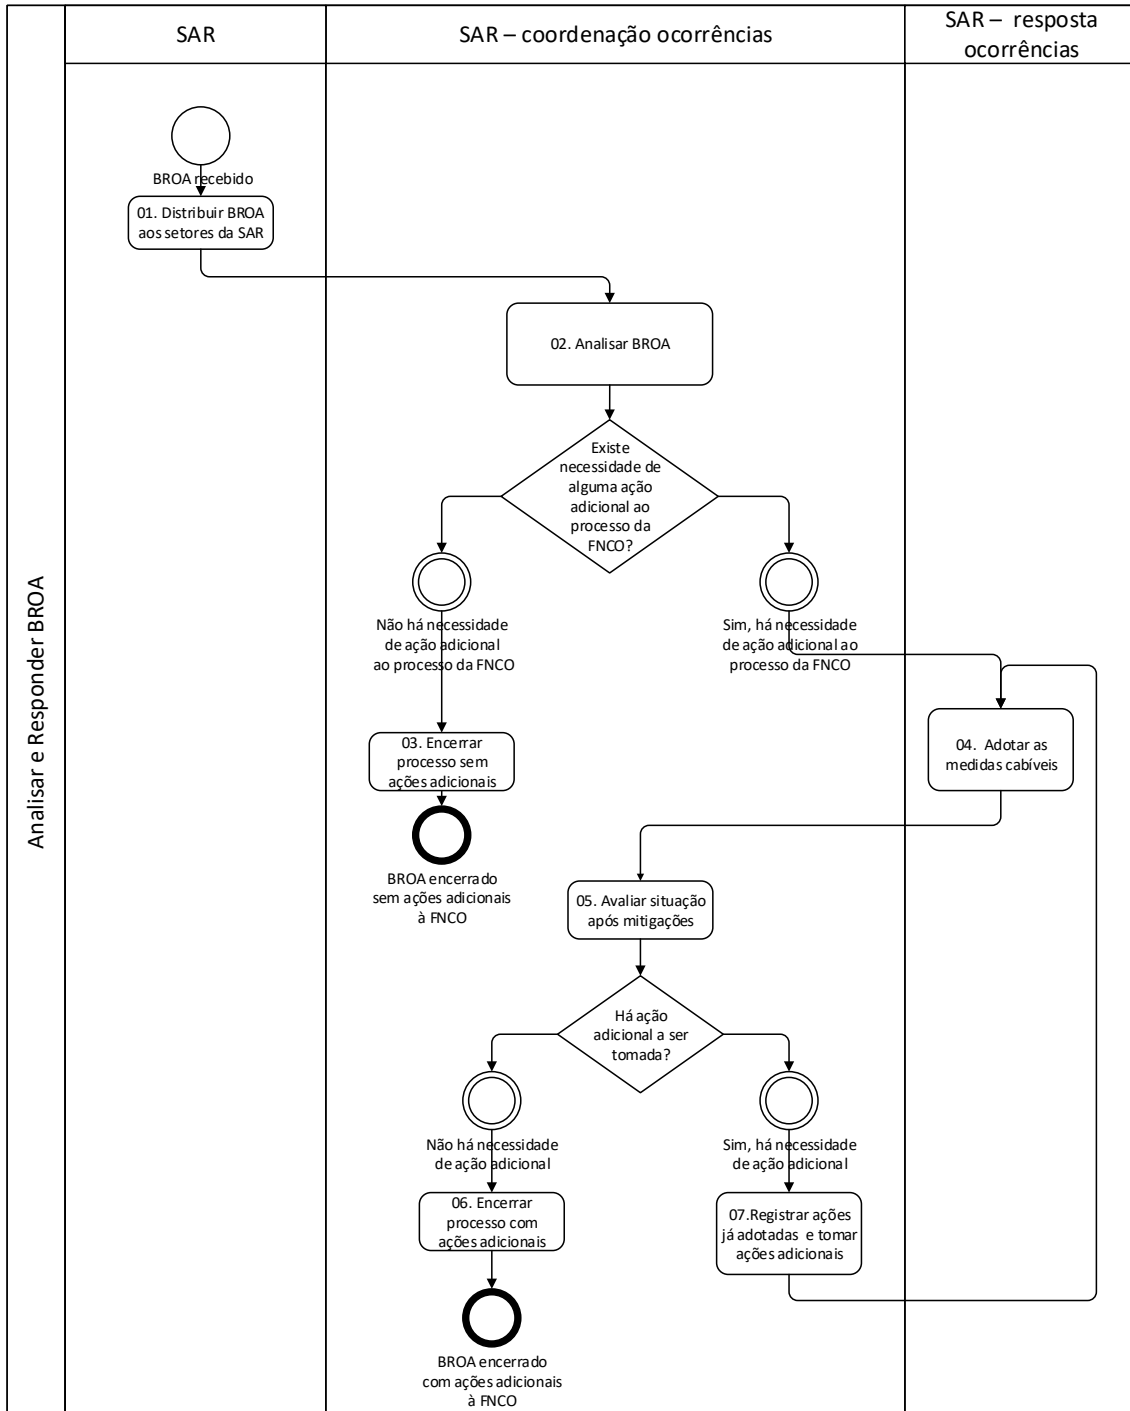 SAR
SAR – coordenação ocorrências
SAR – resposta
ocorrências
Analisar e Responder BROA
BROA recebido
01. Distribuir BROA
aos setores da SAR
02. Analisar BROA
Existe
necessidade de
alguma ação
adicional ao
processo da
FNCO?
Não há necessidade
de ação adicional
ao processo da FNCO
Sim, há necessidade
de ação adicional ao
processo da FNCO
03. Encerrar
processo sem
ações adicionais
04. Adotar as
medidas cabíveis
BROA encerrado
sem ações adicionais
à FNCO
05. Avaliar situação
após mitigações
Há ação
adicional a ser
tomada?
Não há necessidade
de ação adicional
Sim, há necessidade
de ação adicional
06. Encerrar
processo com
ações adicionais
07.Registrar ações
já adotadas e tomar
ações adicionais
BROA encerrado
com ações adicionais
à FNCO